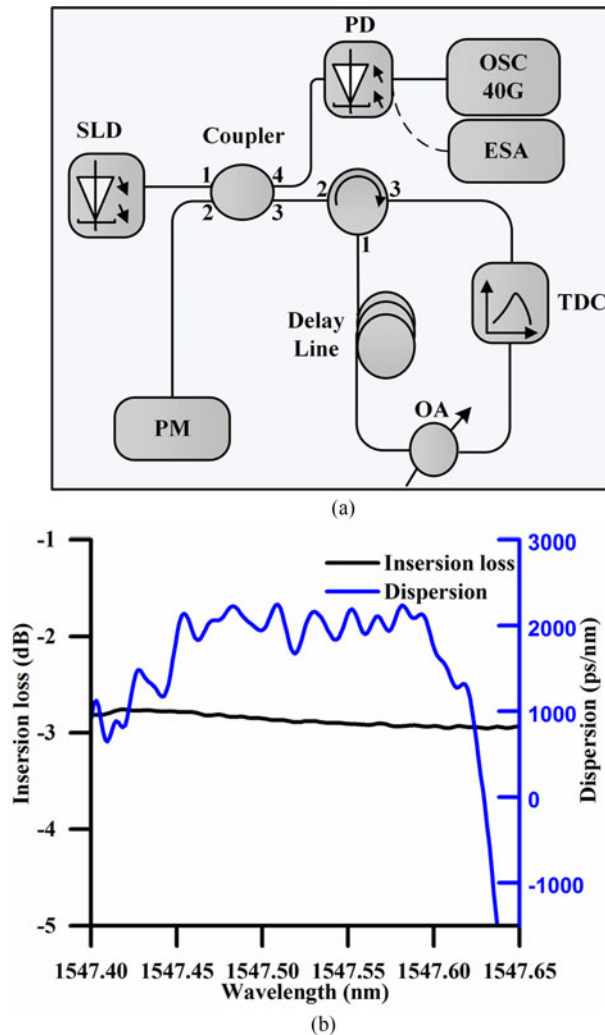 PD
OSC
40G
SLD
Coupler
ESA
1
4
2
3
2
3
1
Delay
Line
TDC
OA
PM
(a)
-1
3000
Insersion loss
Dispersion
-2
2000
Insersion loss (dB)
Dispersion (ps/nm)
-3
1000
0
-4
-1000
-5
1547.40 1547.45 1547.50 1547.55 1547.60 1547.65
Wavelength (nm)
(b)